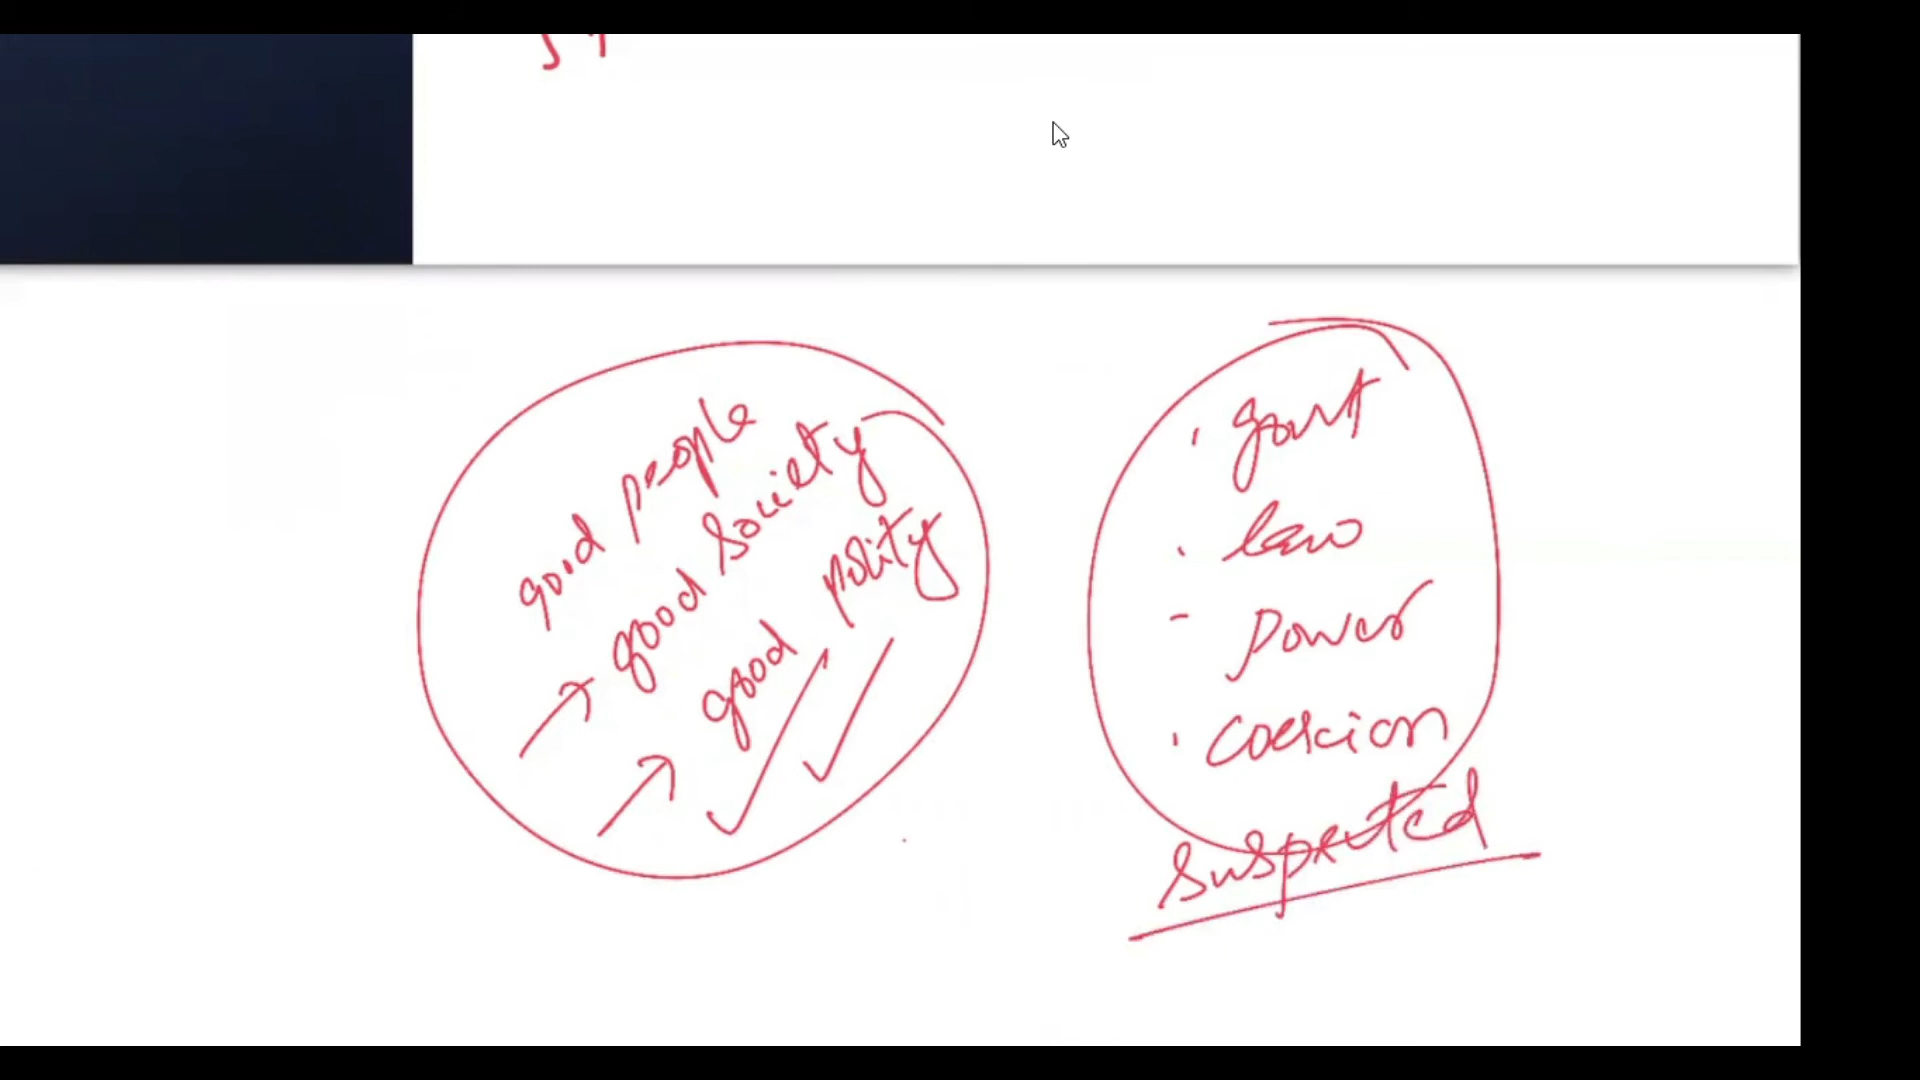 good people
→ good society
→ good polity
· govt
· law
- power
· coercion
suspected